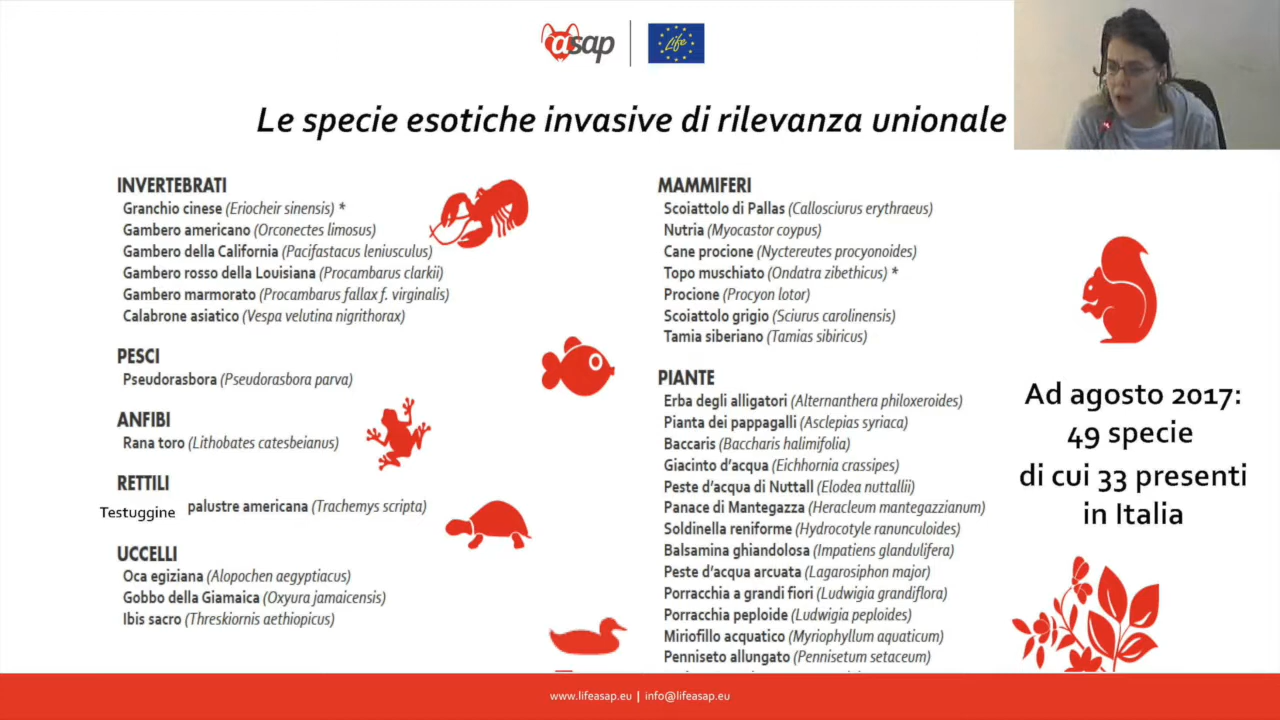 asap
Life
Le specie esotiche invasive di rilevanza unionale
INVERTEBRATI
Granchio cinese (Eriocheir sinensis) *
Gambero americano (Orconectes limosus)
Gambero della California (Pacifastacus leniusculus)
Gambero rosso della Louisiana (Procambarus clarkii)
Gambero marmorato (Procambarus fallax f. virginalis)
Calabrone asiatico (Vespa velutina nigrithorax)
PESCI
Pseudorasbora (Pseudorasbora parva)
ANFIBI
Rana toro (Lithobates catesbeianus)
RETTILI
Testuggine palustre americana (Trachemys scripta)
UCCELLI
Oca egiziana (Alopochen aegyptiacus)
Gobbo della Giamaica (Oxyura jamaicensis)
Ibis sacro (Threskiornis aethiopicus)
MAMMIFERI
Scoiattolo di Pallas (Callosciurus erythraeus)
Nutria (Myocastor coypus)
Cane procione (Nyctereutes procyonoides)
Topo muschiato (Ondatra zibethicus) *
Procione (Procyon lotor)
Scoiattolo grigio (Sciurus carolinensis)
Tamia siberiano (Tamias sibiricus)
PIANTE
Erba degli alligatori (Alternanthera philoxeroides)
Pianta dei pappagalli (Asclepias syriaca)
Baccaris (Baccharis halimifolia)
Giacinto d'acqua (Eichhornia crassipes)
Peste d'acqua di Nuttall (Elodea nuttallii)
Panace di Mantegazza (Heracleum mantegazzianum)
Soldinella reniforme (Hydrocotyle ranunculoides)
Balsamina ghiandolosa (Impatiens glandulifera)
Peste d'acqua arcuata (Lagarosiphon major)
Porracchia a grandi fiori (Ludwigia grandiflora)
Porracchia peploide (Ludwigia peploides)
Miriofillo acquatico (Myriophyllum aquaticum)
Penniseto allungato (Pennisetum setaceum)
Ad agosto 2017:
49 specie
di cui 33 presenti
in Italia
www.lifeasap.eu | info@lifeasap.eu